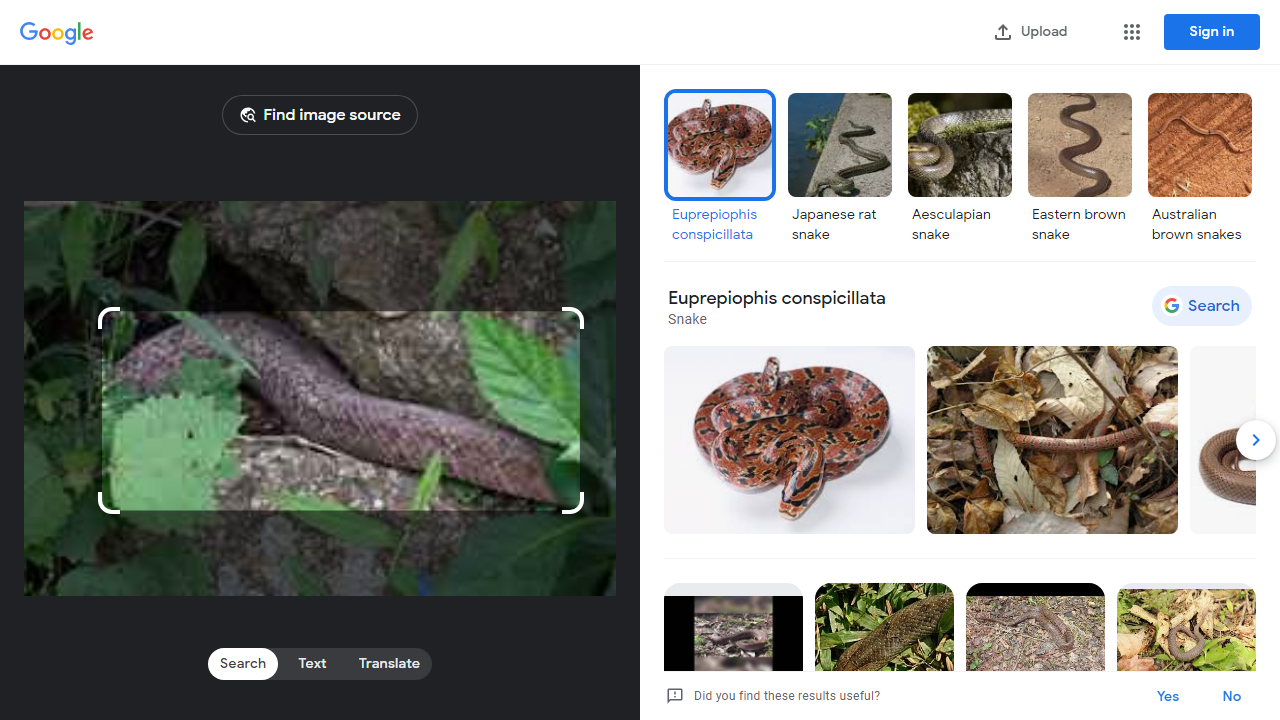 Google
Upload
Sign in
Find image source
Euprepiophis
conspicillata
Japanese rat
snake
Aesculapian
snake
Eastern brown
snake
Australian
brown snakes
Euprepiophis conspicillata
Snake
Search
Search
Text
Translate
Did you find these results useful?
Yes
No